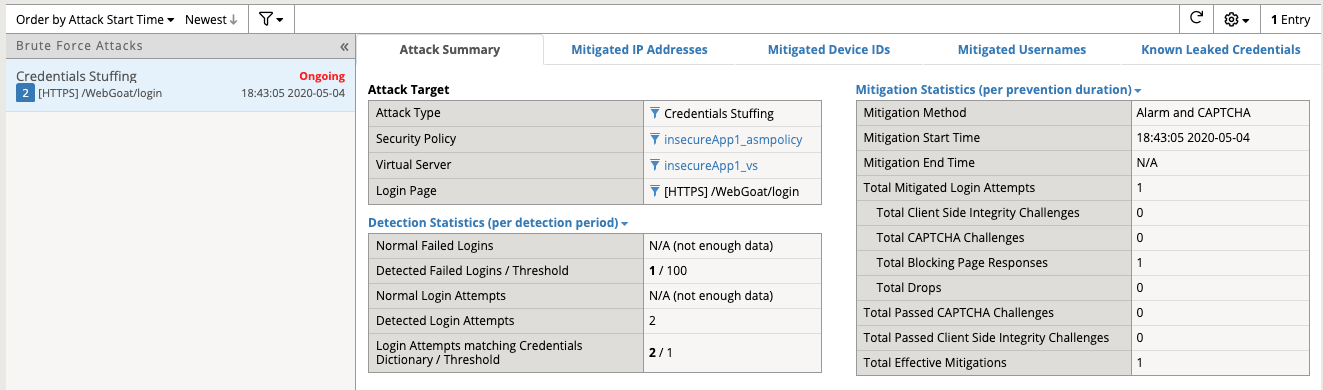 Order by Attack Start Time Newest 1 Entry
Brute Force Attacks «
Credentials Stuffing Ongoing
2 [HTTPS] /WebGoat/login 18:43:05 2020-05-04
Attack Summary Mitigated IP Addresses Mitigated Device IDs Mitigated Usernames Known Leaked Credentials
Attack Target
Attack Type Credentials Stuffing
Security Policy insecureApp1_asmpolicy
Virtual Server insecureApp1_vs
Login Page [HTTPS] /WebGoat/login
Detection Statistics (per detection period)
Normal Failed Logins N/A (not enough data)
Detected Failed Logins / Threshold 1 / 100
Normal Login Attempts N/A (not enough data)
Detected Login Attempts 2
Login Attempts matching Credentials
Dictionary / Threshold 2 / 1
Mitigation Statistics (per prevention duration)
Mitigation Method Alarm and CAPTCHA
Mitigation Start Time 18:43:05 2020-05-04
Mitigation End Time N/A
Total Mitigated Login Attempts 1
Total Client Side Integrity Challenges 0
Total CAPTCHA Challenges 0
Total Blocking Page Responses 1
Total Drops 0
Total Passed CAPTCHA Challenges 0
Total Passed Client Side Integrity Challenges 0
Total Effective Mitigations 1